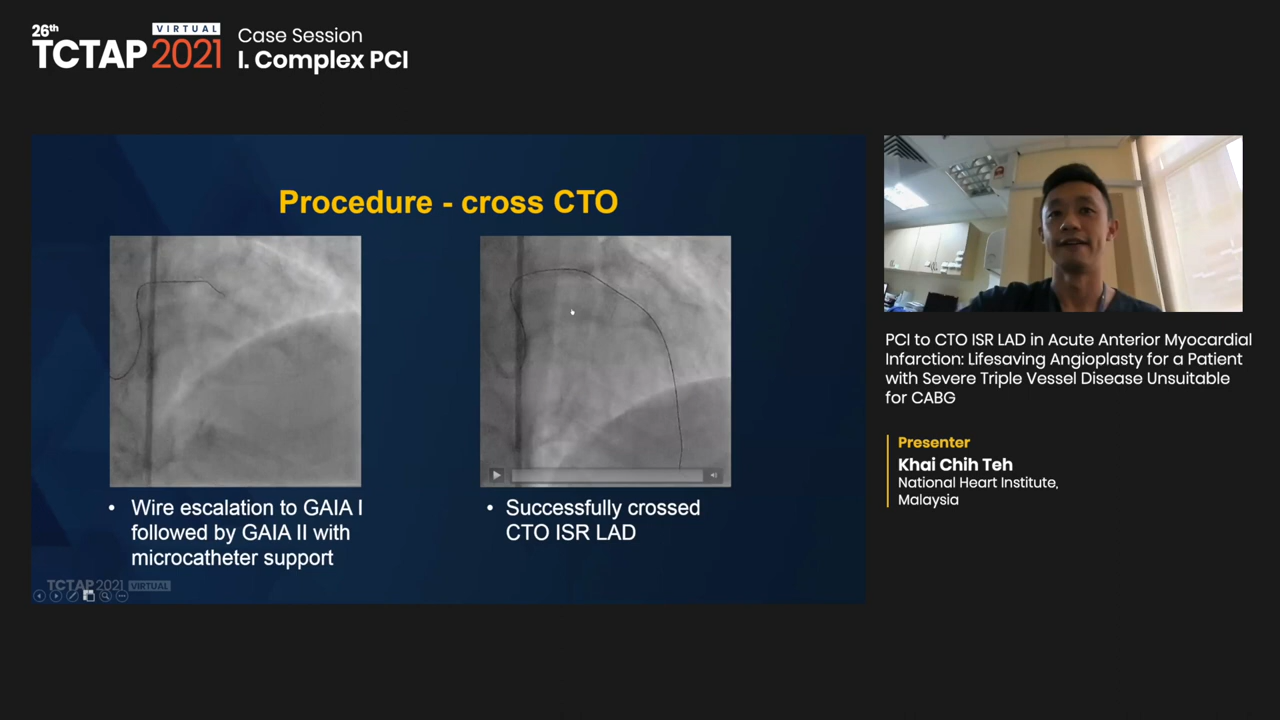 26th
VIRTUAL
TCTAP 2021
Case Session
I. Complex PCI
Procedure - cross CTO
• Wire escalation to GAIA I
followed by GAIA II with
microcatheter support
• Successfully crossed
CTO ISR LAD
TCTAP 2021 VIRTUAL
PCI to CTO ISR LAD in Acute Anterior Myocardial
Infarction: Lifesaving Angioplasty for a Patient
with Severe Triple Vessel Disease Unsuitable
for CABG
Presenter
Khai Chih Teh
National Heart Institute,
Malaysia